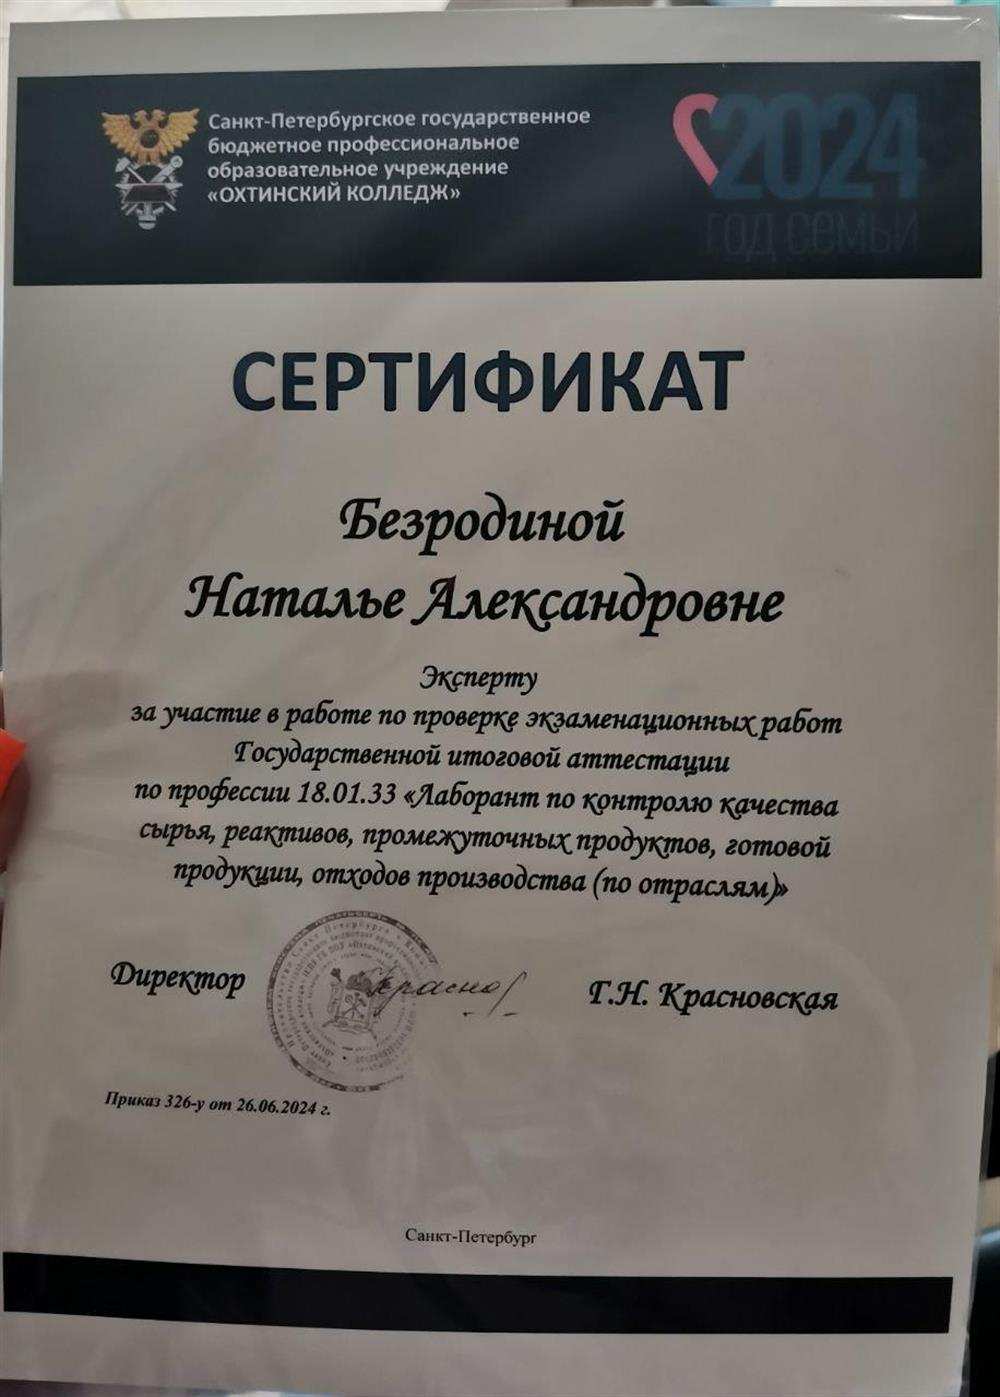 Санкт-Петербургское государственное
бюджетное профессиональное
образовательное учреждение
«ОХТИНСКИЙ КОЛЛЕДЖ»
2024
ГОД СЕМЬИ
СЕРТИФИКАТ
Безродиной
Наталье Александровне
Эксперту
за участие в работе по проверке экзаменационных работ
Государственной итоговой аттестации
по профессии 18.01.33 «Лаборант по контролю качества
сырья, реактивов, промежуточных продуктов, готовой
продукции, отходов производства (по отраслям)»
Директор
Г.Н. Красновская
Приказ 326-у от 26.06.2024 г.
Санкт-Петербург